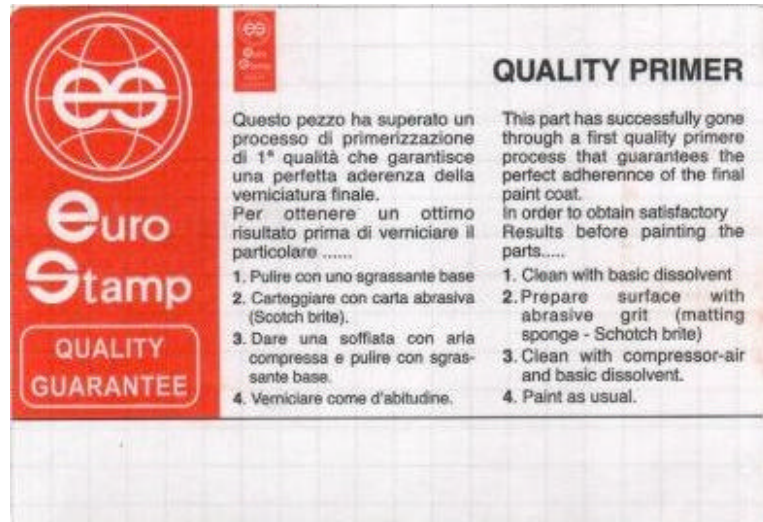 es
euro
Stamp
QUALITY
GUARANTEE
es
euro
Stamp
QUALITY PRIMER
Questo pezzo ha superato un
processo di primerizzazione
di 1ª qualità che garantisce
una perfetta aderenza della
verniciatura finale.
Per ottenere un ottimo
risultato prima di verniciare il
particolare ......
1. Pulire con uno sgrassante base
2. Carteggiare con carta abrasiva
(Scotch brite).
3. Dare una soffiata con aria
compressa e pulire con sgras-
sante base.
4. Verniciare come d'abitudine.
This part has successfully gone
through a first quality primere
process that guarantees the
perfect adherennce of the final
paint coat.
In order to obtain satisfactory
Results before painting the
parts.....
1. Clean with basic dissolvent
2. Prepare surface with
abrasive grit (matting
sponge - Schotch brite)
3. Clean with compressor-air
and basic dissolvent.
4. Paint as usual.